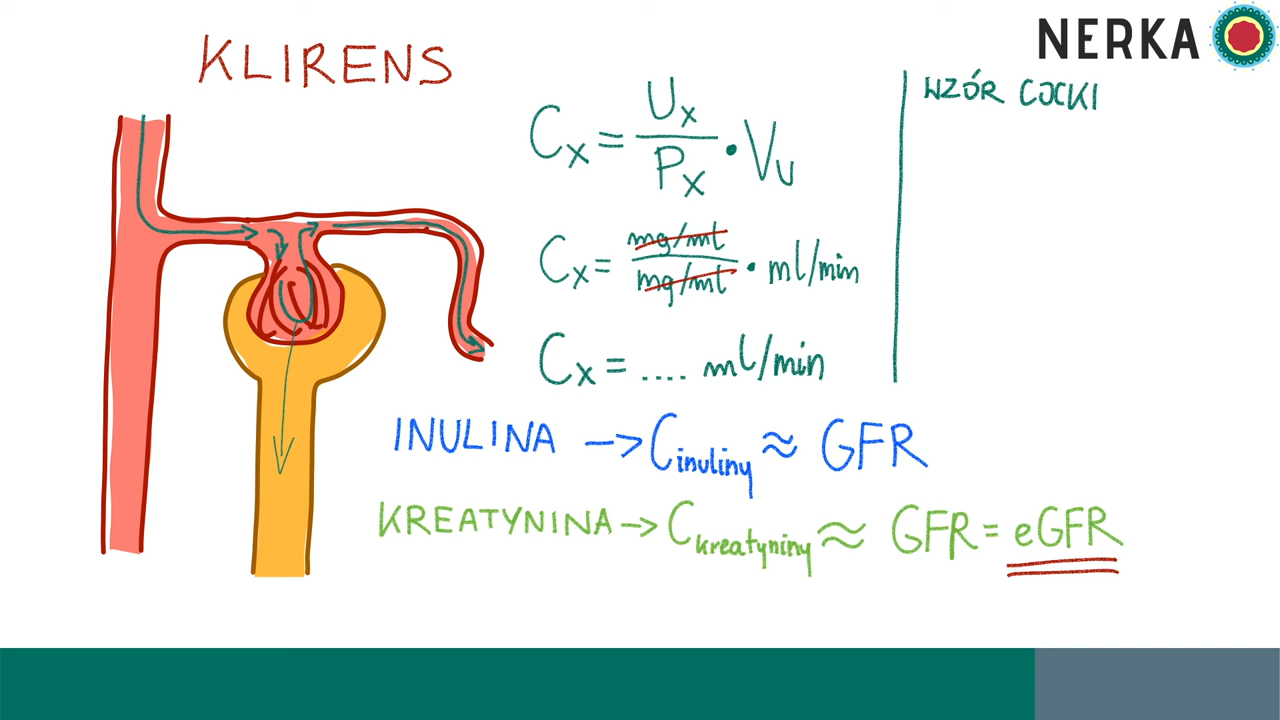 NERKA
KLIRENS
Cx = Ux / Px • Vu
Cx = mg/ml / mg/ml • ml/min
Cx = .... ml/min
INULINA -> Cinuliny ≈ GFR
KREATYNINA -> Ckreatyniny ≈ GFR = eGFR
WZÓR COCKI